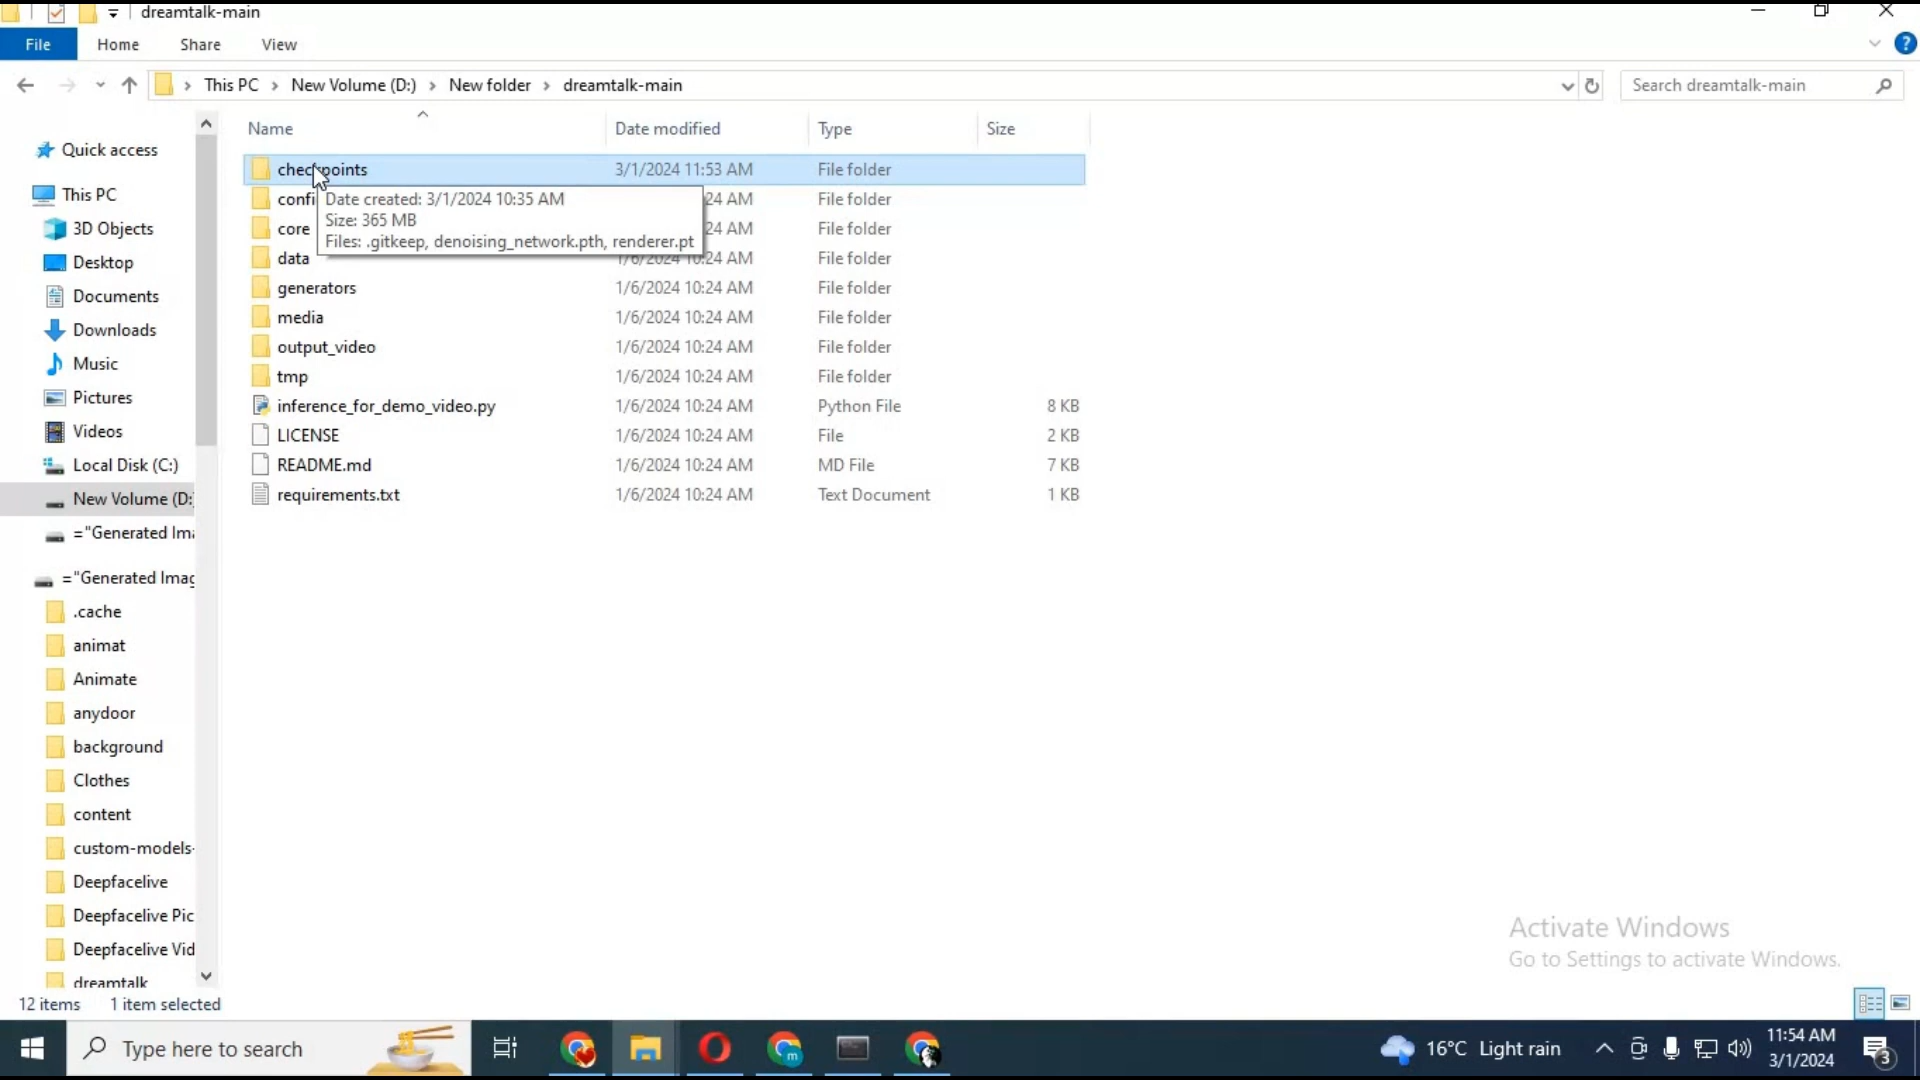 dreamtalk-main
File Home Share View
This PC New Volume (D:) New folder dreamtalk-main
Search dreamtalk-main
Name Date modified Type Size
Quick access
This PC
3D Objects
Desktop
Documents
Downloads
Music
Pictures
Videos
Local Disk (C:)
New Volume (D:
="Generated Ima
="Generated Imag
.cache
animat
Animate
anydoor
background
Clothes
content
custom-models-
Deepfacelive
Deepfacelive Pic
Deepfacelive Vid
dreamtalk
checkpoints 3/1/2024 11:53 AM File folder
confi 24 AM File folder
core 24 AM File folder
data 1/6/2024 10:24 AM File folder
generators 1/6/2024 10:24 AM File folder
media 1/6/2024 10:24 AM File folder
output_video 1/6/2024 10:24 AM File folder
tmp 1/6/2024 10:24 AM File folder
inference_for_demo_video.py 1/6/2024 10:24 AM Python File 8 KB
LICENSE 1/6/2024 10:24 AM File 2 KB
README.md 1/6/2024 10:24 AM MD File 7 KB
requirements.txt 1/6/2024 10:24 AM Text Document 1 KB
Date created: 3/1/2024 10:35 AM
Size: 365 MB
Files: .gitkeep, denoising_network.pth, renderer.pt
Activate Windows
Go to Settings to activate Windows.
12 items 1 item selected
Type here to search
16°C Light rain
11:54 AM
3/1/2024
3